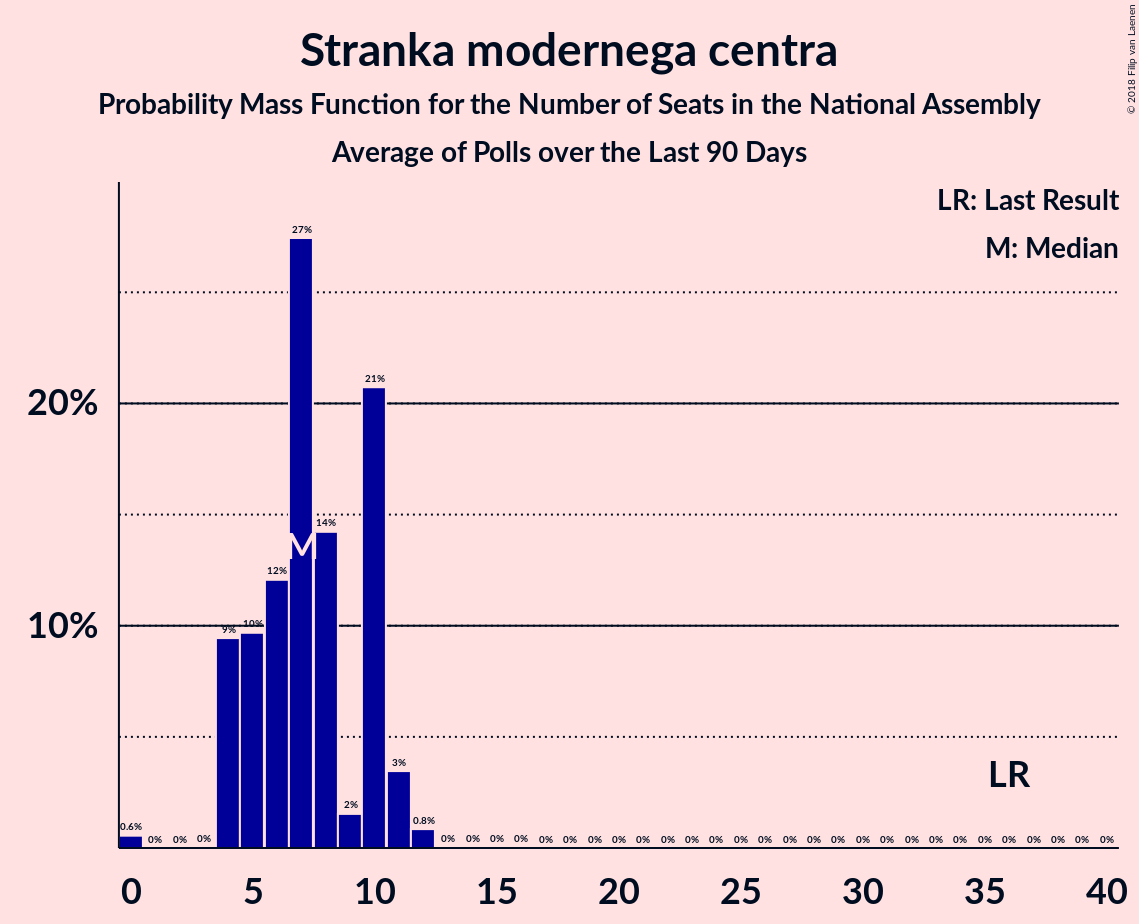 Stranka modernega centra
Probability Mass Function for the Number of Seats in the National Assembly
Average of Polls over the Last 90 Days
© 2018 Filip van Laenen
LR: Last Result
M: Median
27%
21%
20%
14%
M
12%
10%
9%
10%
LR
3%
2%
0.8%
0.6%
0% 0% 0% 0% 0% 0% 0% 0% 0% 0% 0% 0% 0% 0% 0% 0% 0% 0% 0% 0% 0% 0% 0% 0% 0% 0% 0% 0% 0% 0% 0%
0 5 10 15 20 25 30 35 40